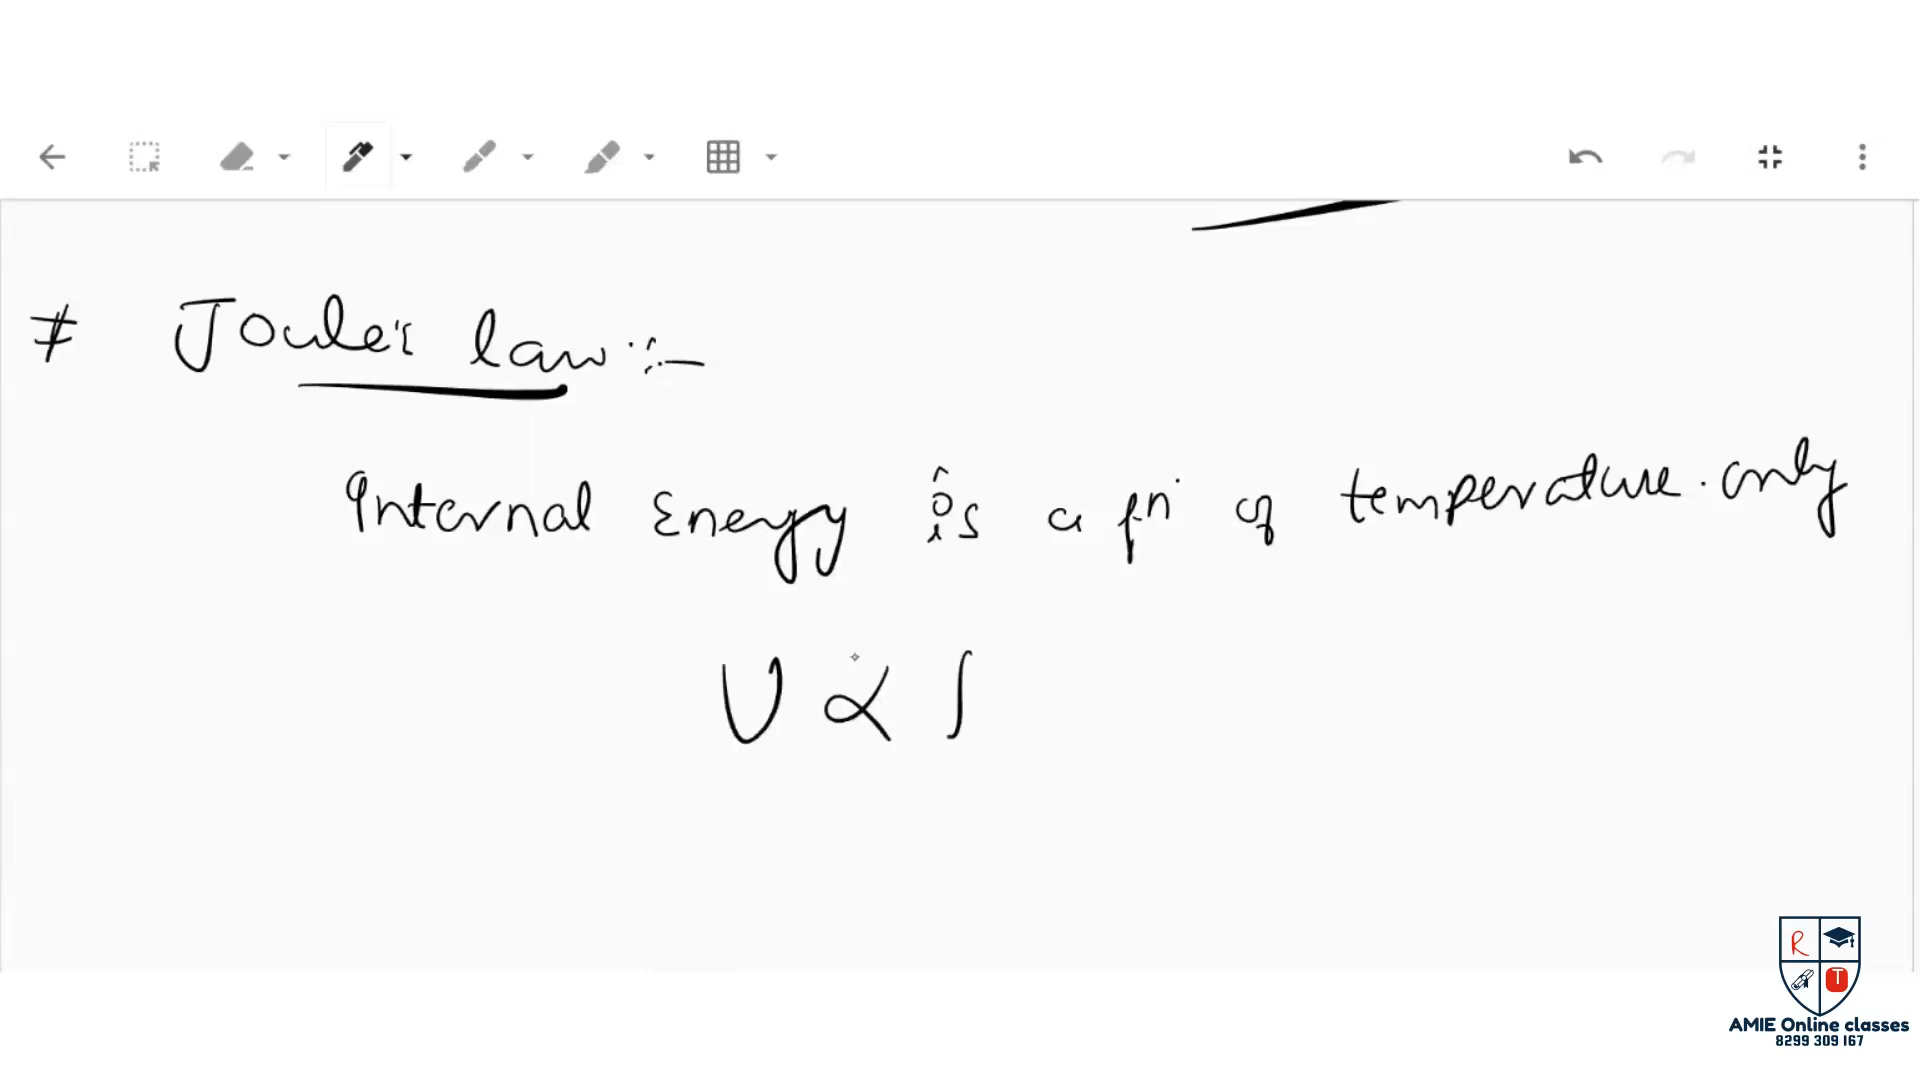 # Joule's law :-
Internal Energy is a fn of temperature only
U ∝ ∫
R
T
AMIE Online classes
8299 309 167